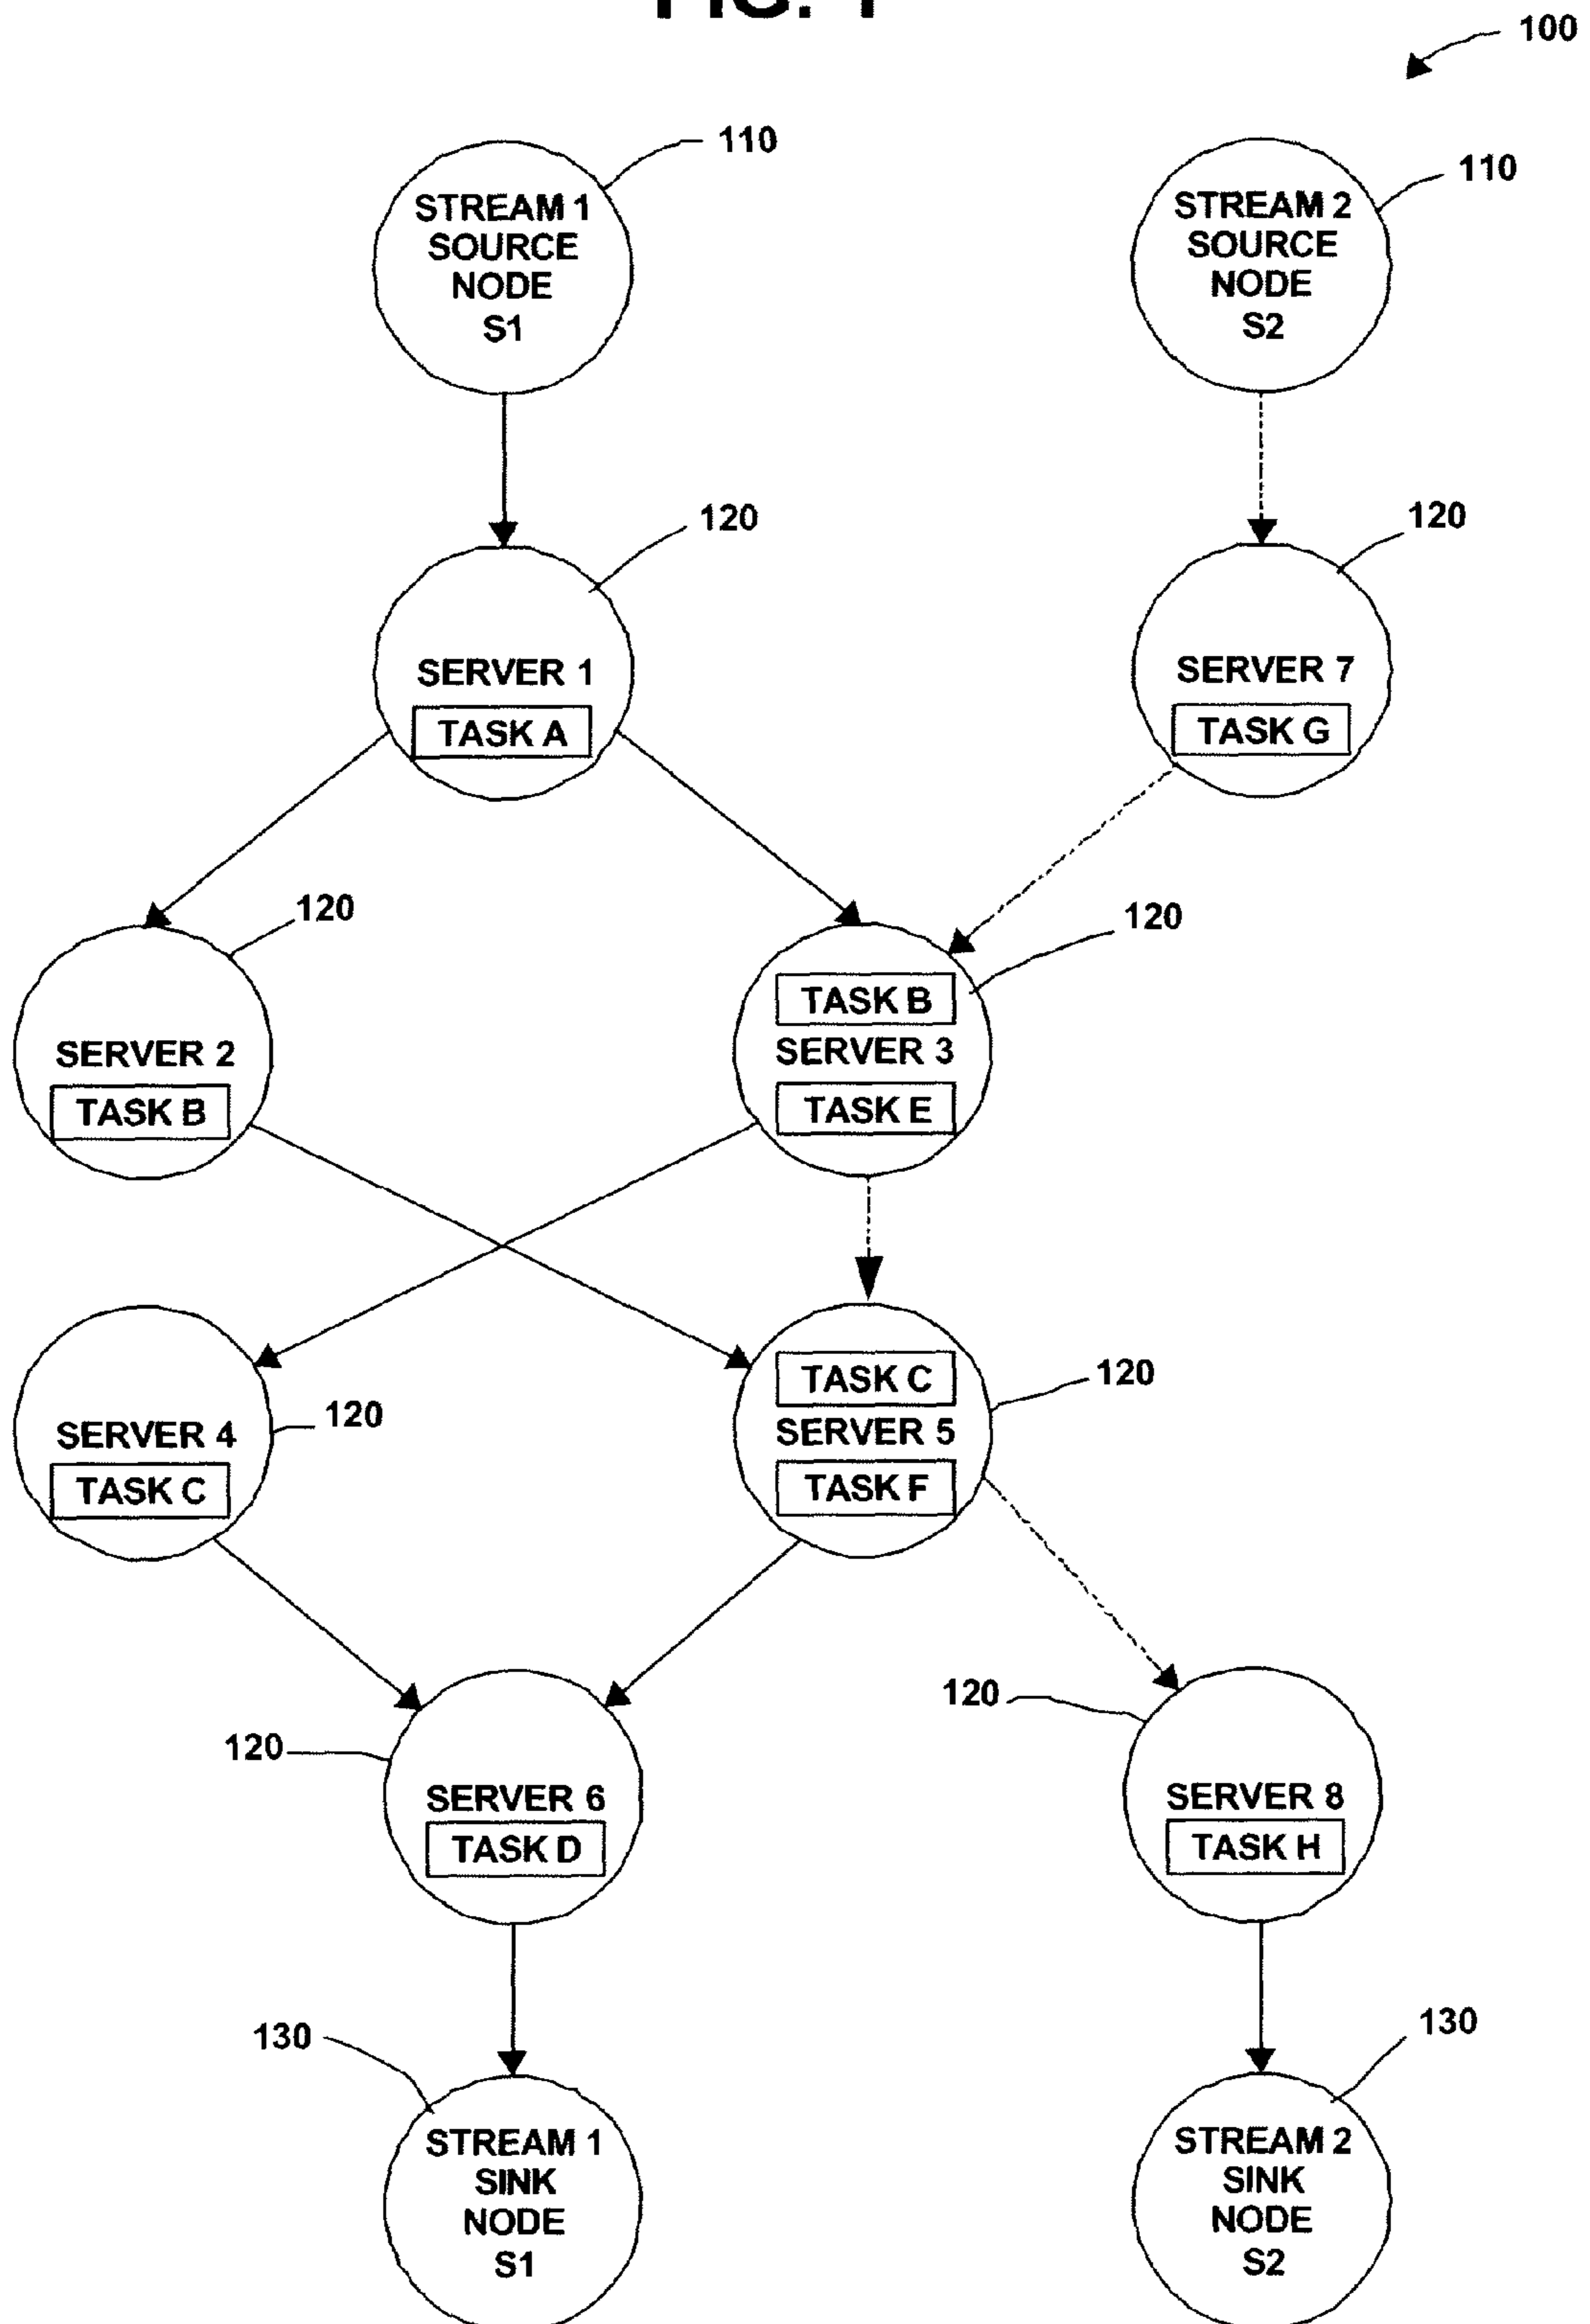 FIG. 1
100
110
110
STREAM 1
SOURCE
NODE
S1
STREAM 2
SOURCE
NODE
S2
120
120
SERVER 1
TASK A
SERVER 7
TASK G
120
120
SERVER 2
TASK B
TASK B
SERVER 3
TASK E
120
120
SERVER 4
TASK C
TASK C
SERVER 5
TASK F
120
120
SERVER 6
TASK D
SERVER 8
TASK H
130
130
STREAM 1
SINK
NODE
S1
STREAM 2
SINK
NODE
S2